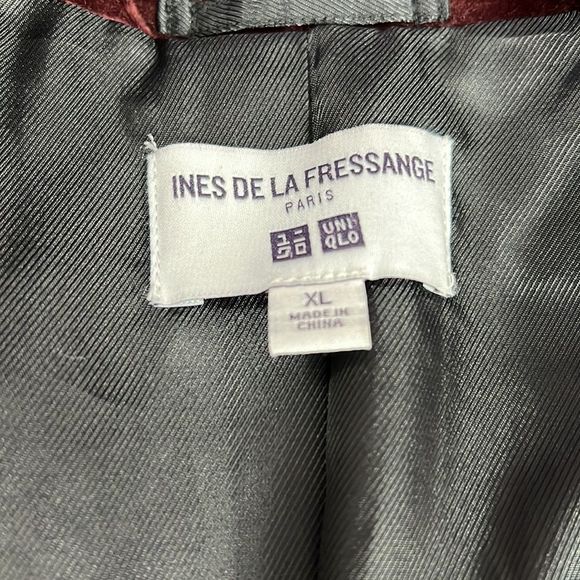 INES DE LA FRESSANGE
PARIS
ユニ UNI
クロ QLO
XL
MADE IN
CHINA